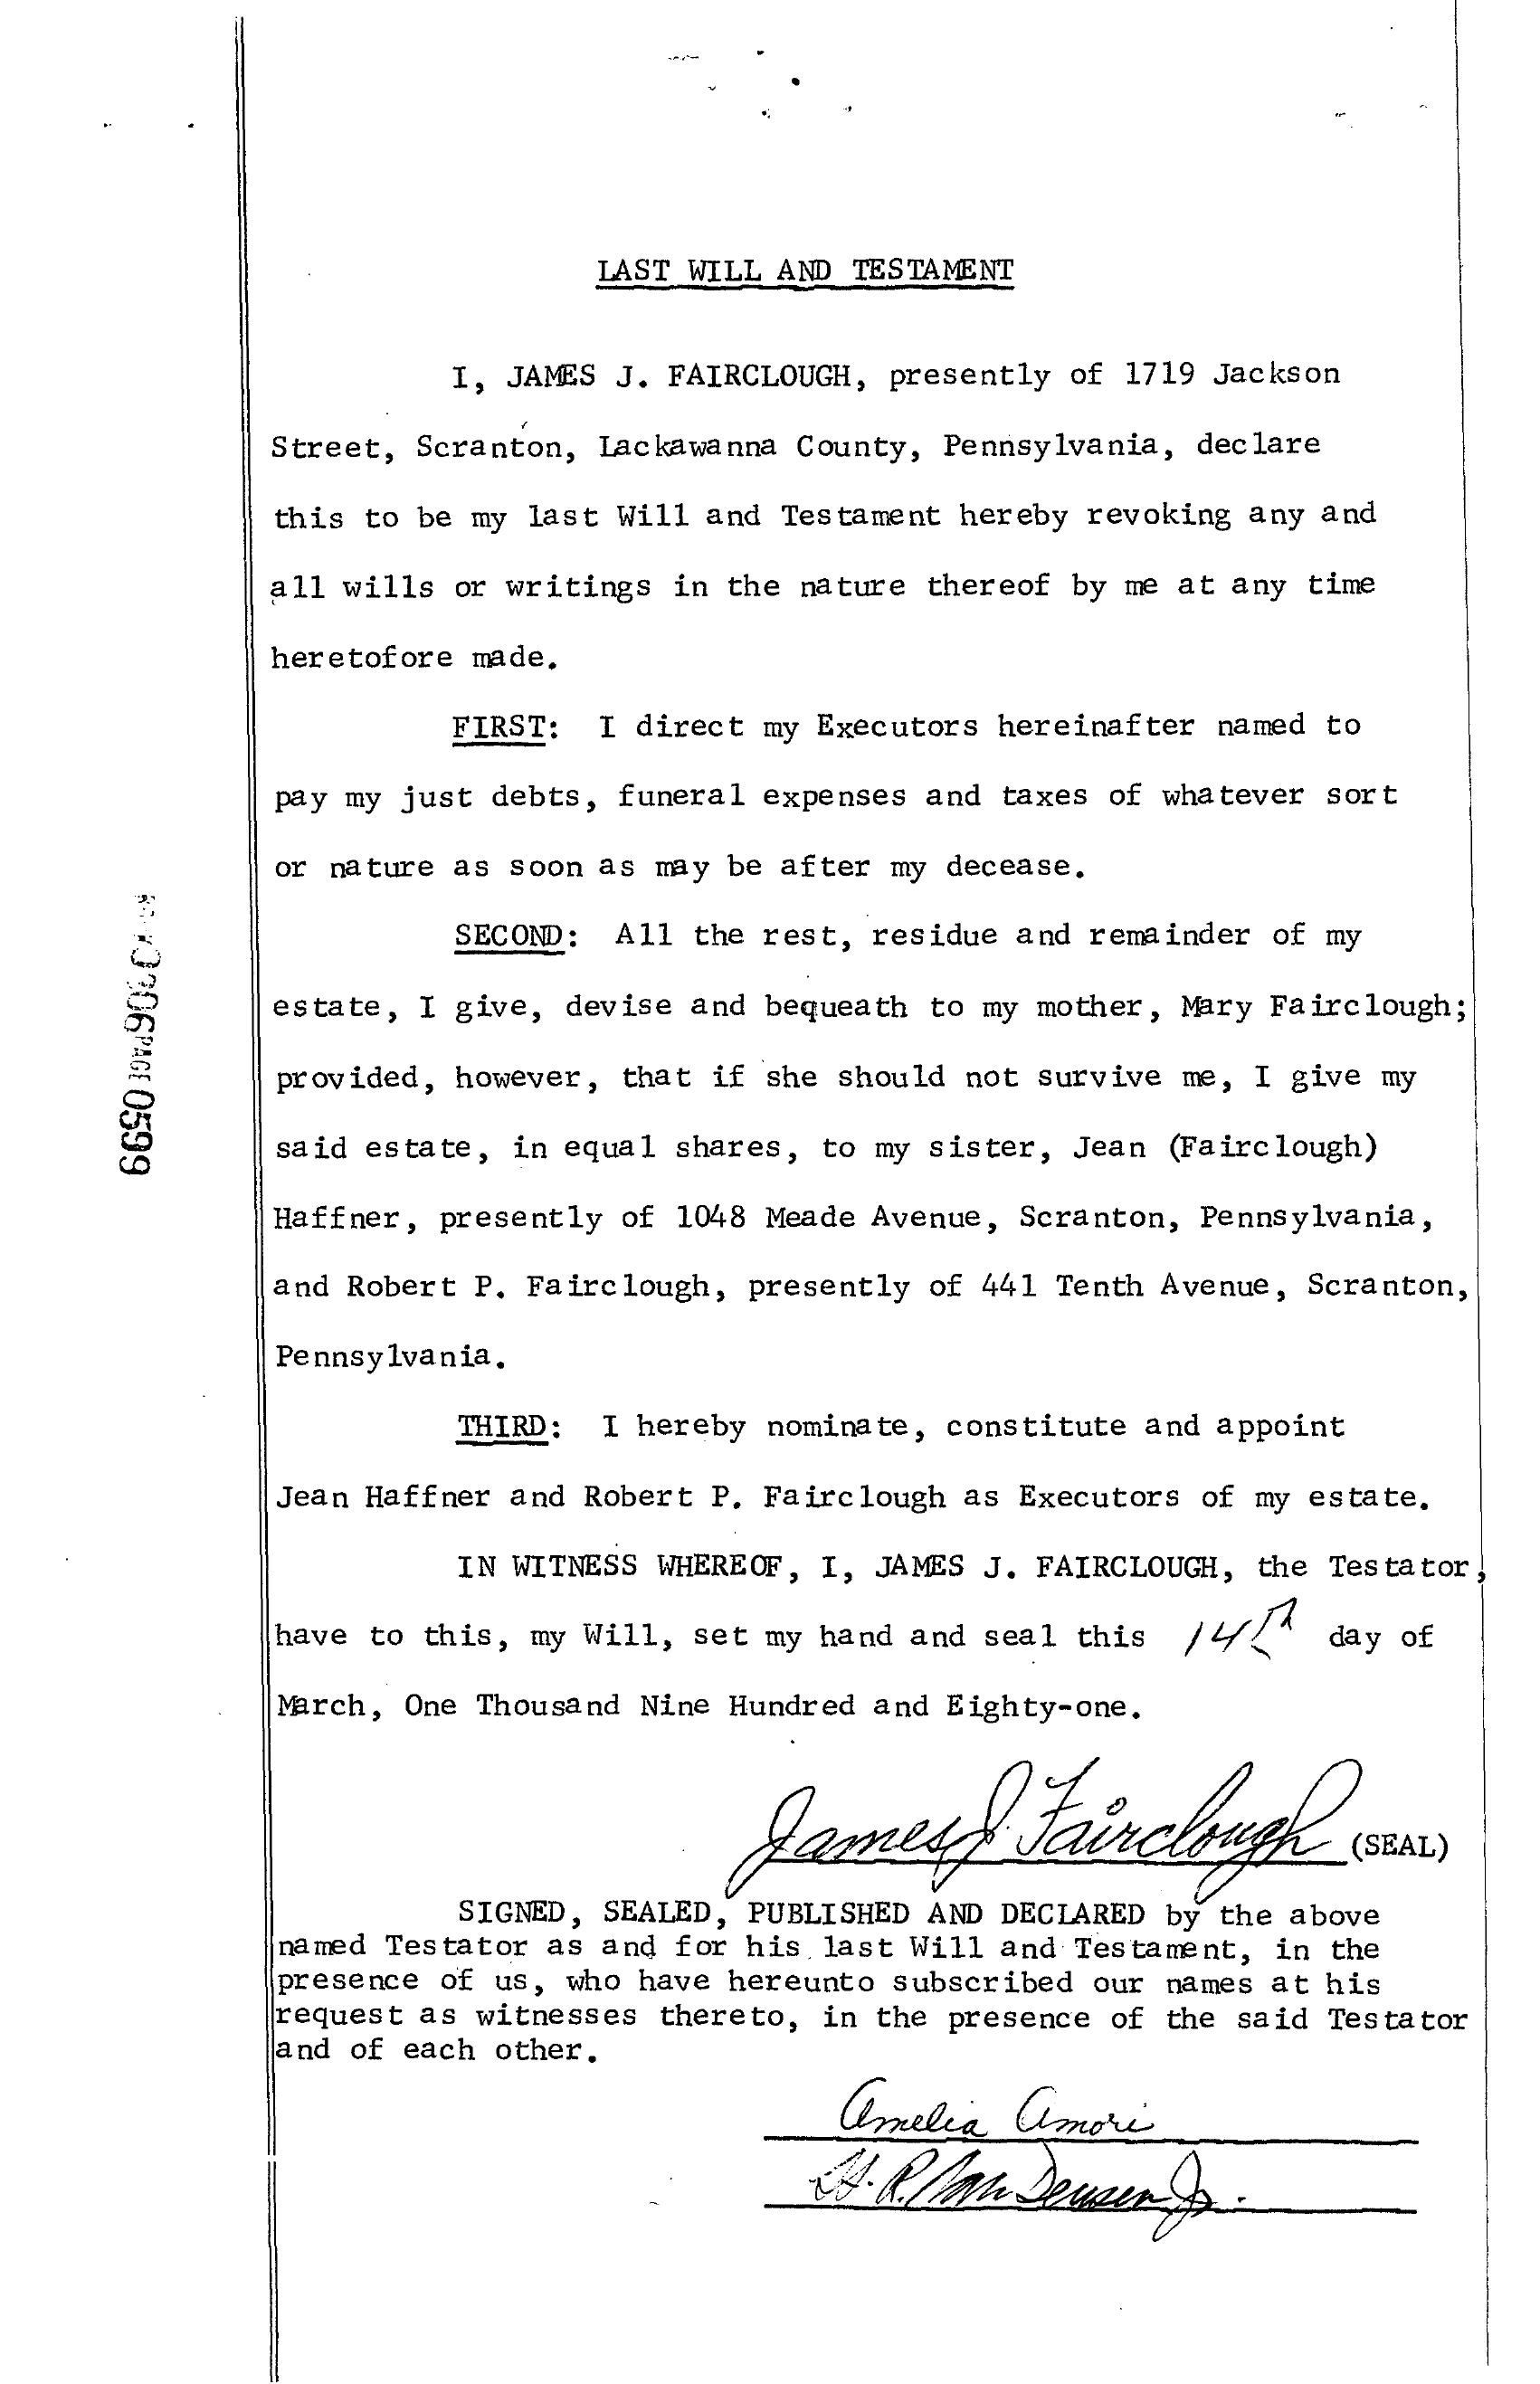 LAST WILL AND TESTAMENT
I, JAMES J. FAIRCLOUGH, presently of 1719 Jackson
Street, Scranton, Lackawanna County, Pennsylvania, declare
this to be my last Will and Testament hereby revoking any and
all wills or writings in the nature thereof by me at any time
heretofore made.
FIRST: I direct my Executors hereinafter named to
pay my just debts, funeral expenses and taxes of whatever sort
or nature as soon as may be after my decease.
SECOND: All the rest, residue and remainder of my
estate, I give, devise and bequeath to my mother, Mary Fairclough;
provided, however, that if she should not survive me, I give my
said estate, in equal shares, to my sister, Jean (Fairclough)
Haffner, presently of 1048 Meade Avenue, Scranton, Pennsylvania,
and Robert P. Fairclough, presently of 441 Tenth Avenue, Scranton,
Pennsylvania.
THIRD: I hereby nominate, constitute and appoint
Jean Haffner and Robert P. Fairclough as Executors of my estate.
IN WITNESS WHEREOF, I, JAMES J. FAIRCLOUGH, the Testator,
have to this, my Will, set my hand and seal this 14th day of
March, One Thousand Nine Hundred and Eighty-one.
James J. Fairclough (SEAL)
SIGNED, SEALED, PUBLISHED AND DECLARED by the above
named Testator as and for his last Will and Testament, in the
presence of us, who have hereunto subscribed our names at his
request as witnesses thereto, in the presence of the said Testator
and of each other.
Amelia Amori
R. Van Deusen Jr.
PAGE 0599